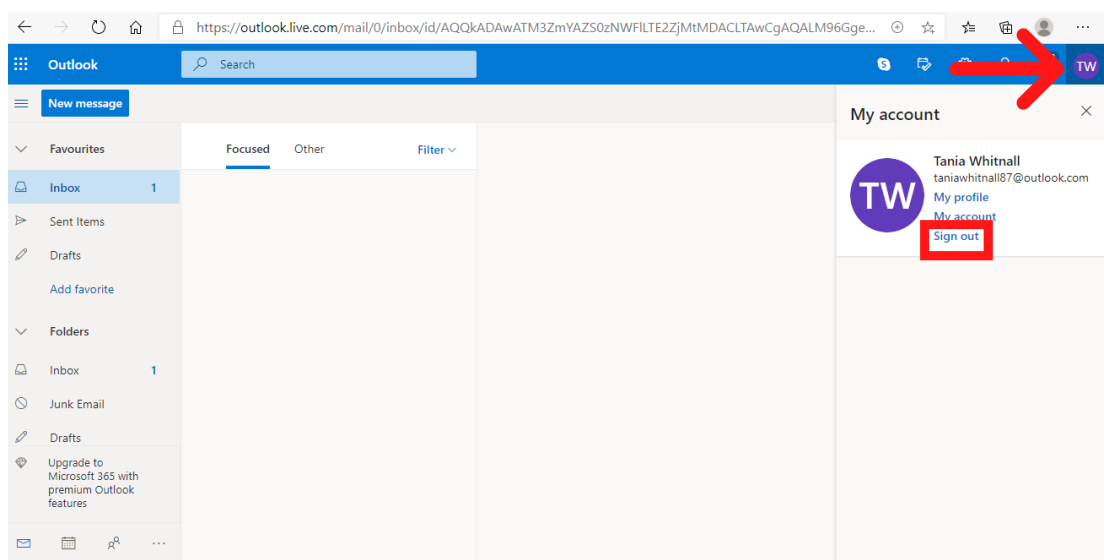 https://outlook.live.com/mail/0/inbox/id/AQQkADAwATM3ZmYAZS0zNWFlLTE2ZjMtMDACLTAwCgAQALM96Gge...
Outlook
Search
S
TW
New message
My account
Favourites
Focused Other Filter
Inbox 1
Sent Items
Drafts
Add favorite
Folders
Inbox 1
Junk Email
Drafts
Upgrade to
Microsoft 365 with
premium Outlook
features
TW
Tania Whitnall
taniawhitnall87@outlook.com
My profile
My account
Sign out